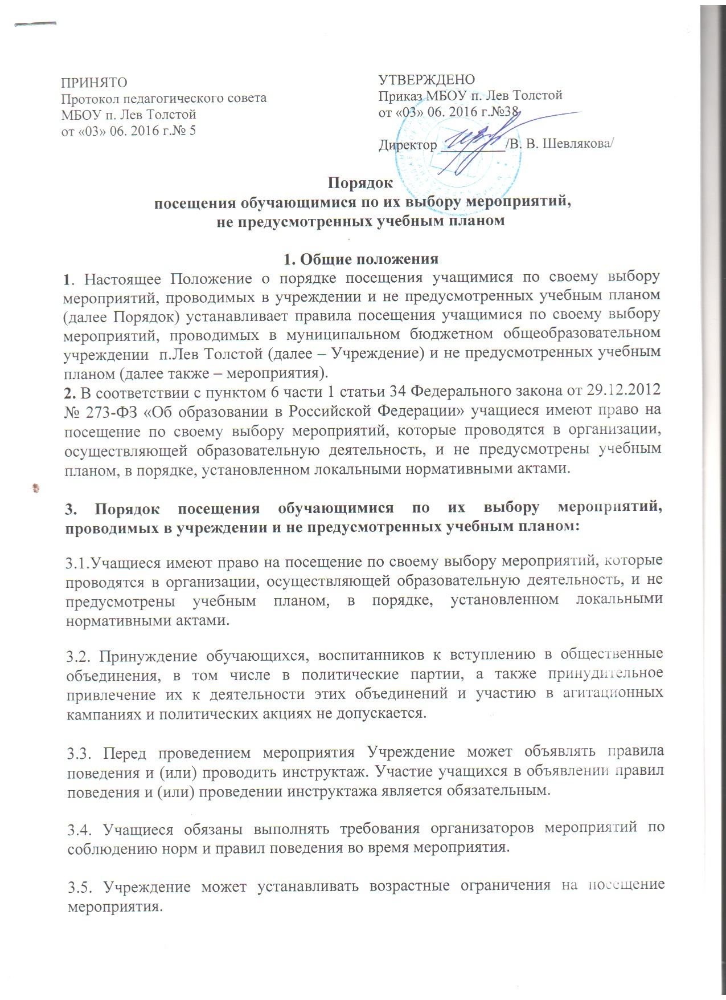 ПРИНЯТО
Протокол педагогического совета
МБОУ п. Лев Толстой
от «03» 06. 2016 г.№ 5
УТВЕРЖДЕНО
Приказ МБОУ п. Лев Толстой
от «03» 06. 2016 г.№38
Директор _________/В. В. Шевлякова/
Порядок
посещения обучающимися по их выбору мероприятий,
не предусмотренных учебным планом
1. Общие положения
1. Настоящее Положение о порядке посещения учащимися по своему выбору
мероприятий, проводимых в учреждении и не предусмотренных учебным планом
(далее Порядок) устанавливает правила посещения учащимися по своему выбору
мероприятий, проводимых в муниципальном бюджетном общеобразовательном
учреждении п.Лев Толстой (далее – Учреждение) и не предусмотренных учебным
планом (далее также – мероприятия).
2. В соответствии с пунктом 6 части 1 статьи 34 Федерального закона от 29.12.2012
№ 273-ФЗ «Об образовании в Российской Федерации» учащиеся имеют право на
посещение по своему выбору мероприятий, которые проводятся в организации,
осуществляющей образовательную деятельность, и не предусмотрены учебным
планом, в порядке, установленном локальными нормативными актами.
3. Порядок посещения обучающимися по их выбору мероприятий,
проводимых в учреждении и не предусмотренных учебным планом:
3.1.Учащиеся имеют право на посещение по своему выбору мероприятий, которые
проводятся в организации, осуществляющей образовательную деятельность, и не
предусмотрены учебным планом, в порядке, установленном локальными
нормативными актами.
3.2. Принуждение обучающихся, воспитанников к вступлению в общественные
объединения, в том числе в политические партии, а также принудительное
привлечение их к деятельности этих объединений и участию в агитационных
кампаниях и политических акциях не допускается.
3.3. Перед проведением мероприятия Учреждение может объявлять правила
поведения и (или) проводить инструктаж. Участие учащихся в объявлении правил
поведения и (или) проведении инструктажа является обязательным.
3.4. Учащиеся обязаны выполнять требования организаторов мероприятий по
соблюдению норм и правил поведения во время мероприятия.
3.5. Учреждение может устанавливать возрастные ограничения на посещение
мероприятия.